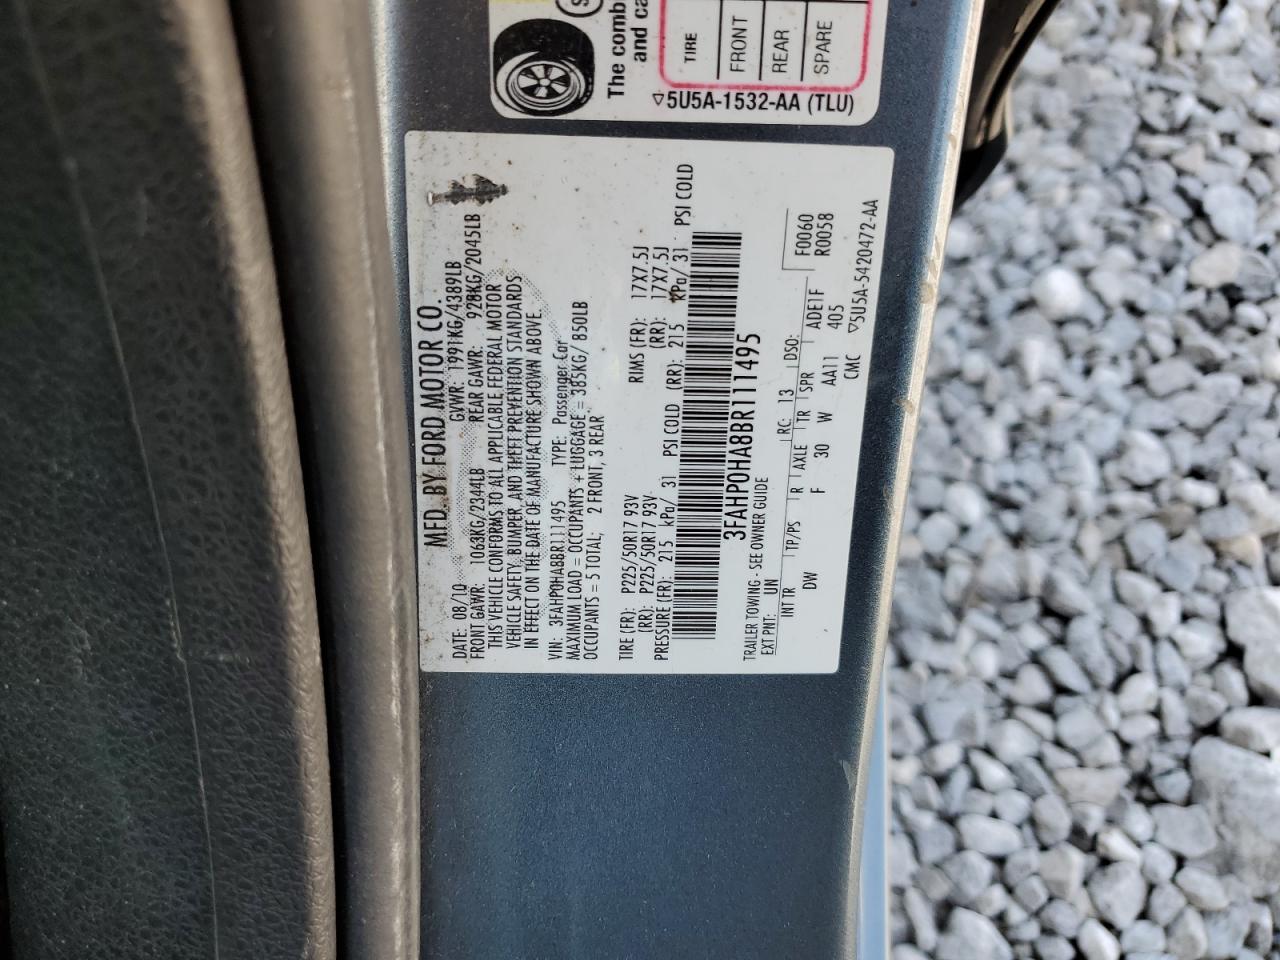 The comb
and ca
TIRE
FRONT
REAR
SPARE
5U5A-1532-AA (TLU)
MFD. BY FORD MOTOR CO.
DATE: 08/10 GVWR: 1991KG/4389LB
FRONT GAWR: 1063KG/2344LB REAR GAWR: 928KG/2045LB
THIS VEHICLE CONFORMS TO ALL APPLICABLE FEDERAL MOTOR
VEHICLE SAFETY, BUMPER, AND THEFT PREVENTION STANDARDS
IN EFFECT ON THE DATE OF MANUFACTURE SHOWN ABOVE.
VIN: 3FAHP0HA8BR111495 TYPE: Passenger Car
MAXIMUM LOAD = OCCUPANTS + LUGGAGE = 385KG/ 850LB
OCCUPANTS = 5 TOTAL; 2 FRONT, 3 REAR
TIRE (FR): P225/50R17 93V RIMS (FR): 17X7.5J
(RR): P225/50R17 93V (RR): 17X7.5J
PRESSURE (FR): 215 kPa/ 31 PSI COLD (RR): 215 kPa/ 31 PSI COLD
3FAHP0HA8BR111495
TRAILER TOWING - SEE OWNER GUIDE
EXT PNT: UN RC: 13 DSO: F0060
R0058
INT TR TP/PS R AXLE TR SPR ADE1F
DW F 30 W AA11 405
CMC 5U5A-5420472-AA